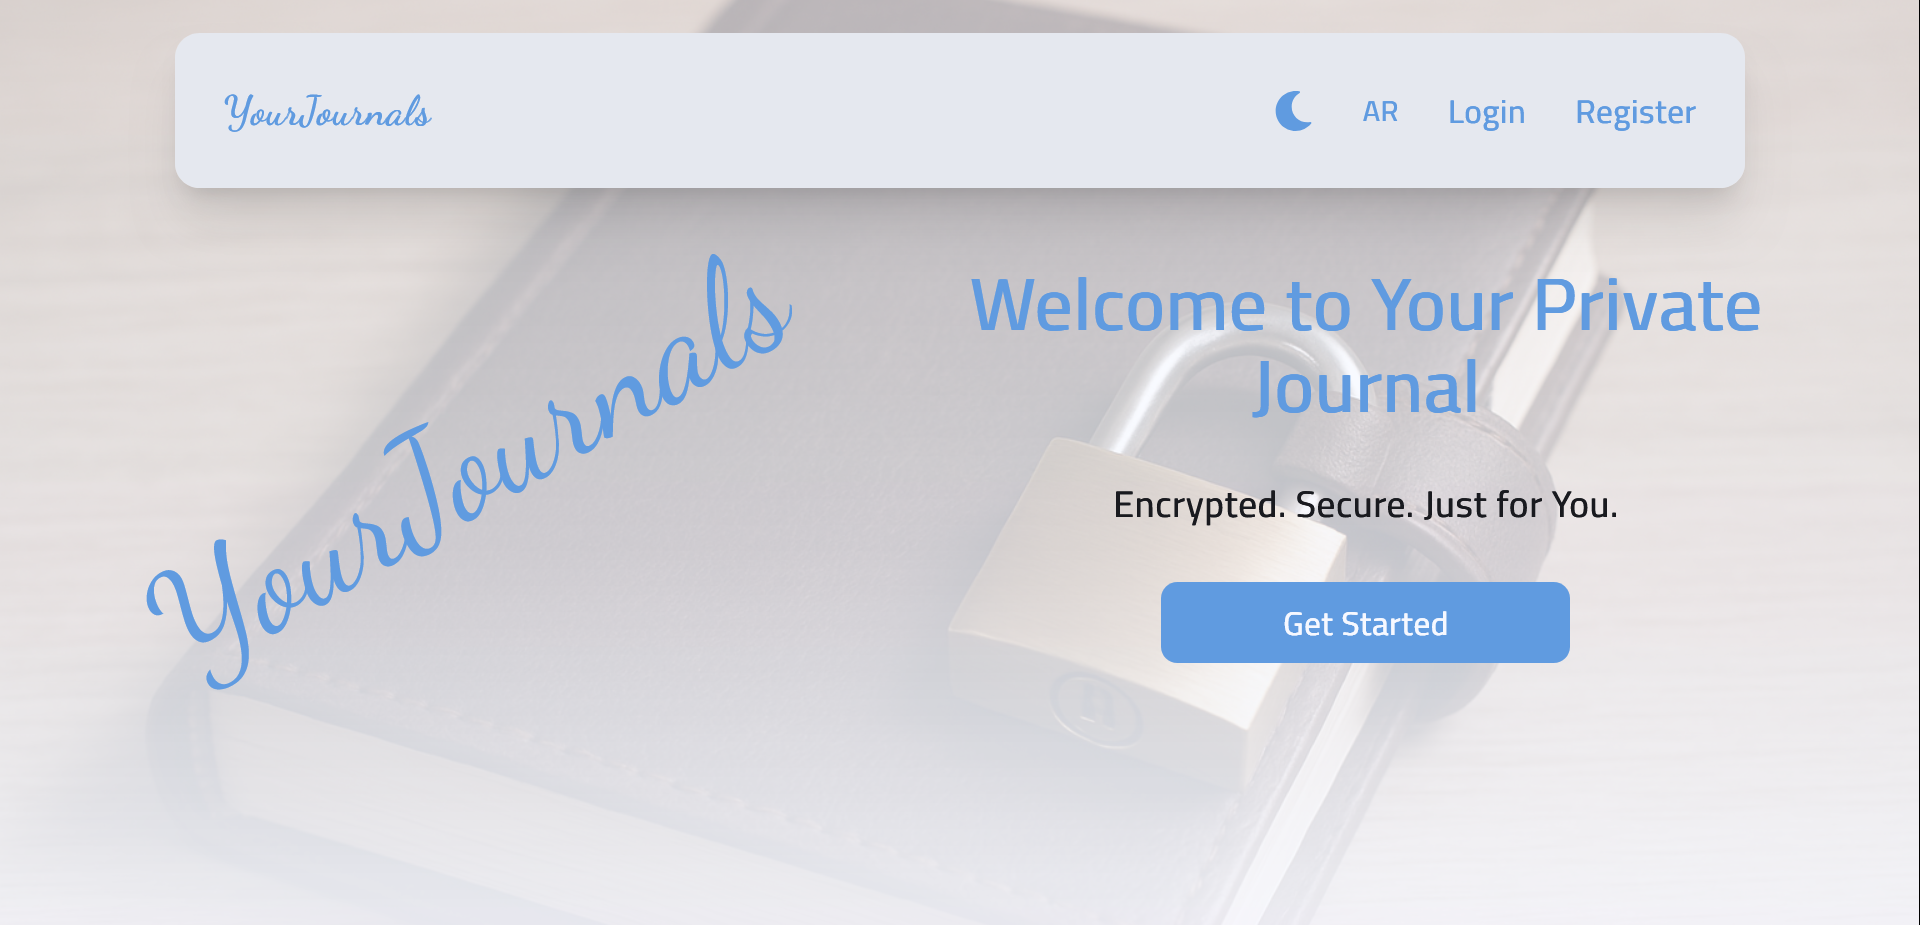 YourJournals
AR
Login
Register
YourJournals
Welcome to Your Private
Journal
Encrypted. Secure. Just for You.
Get Started